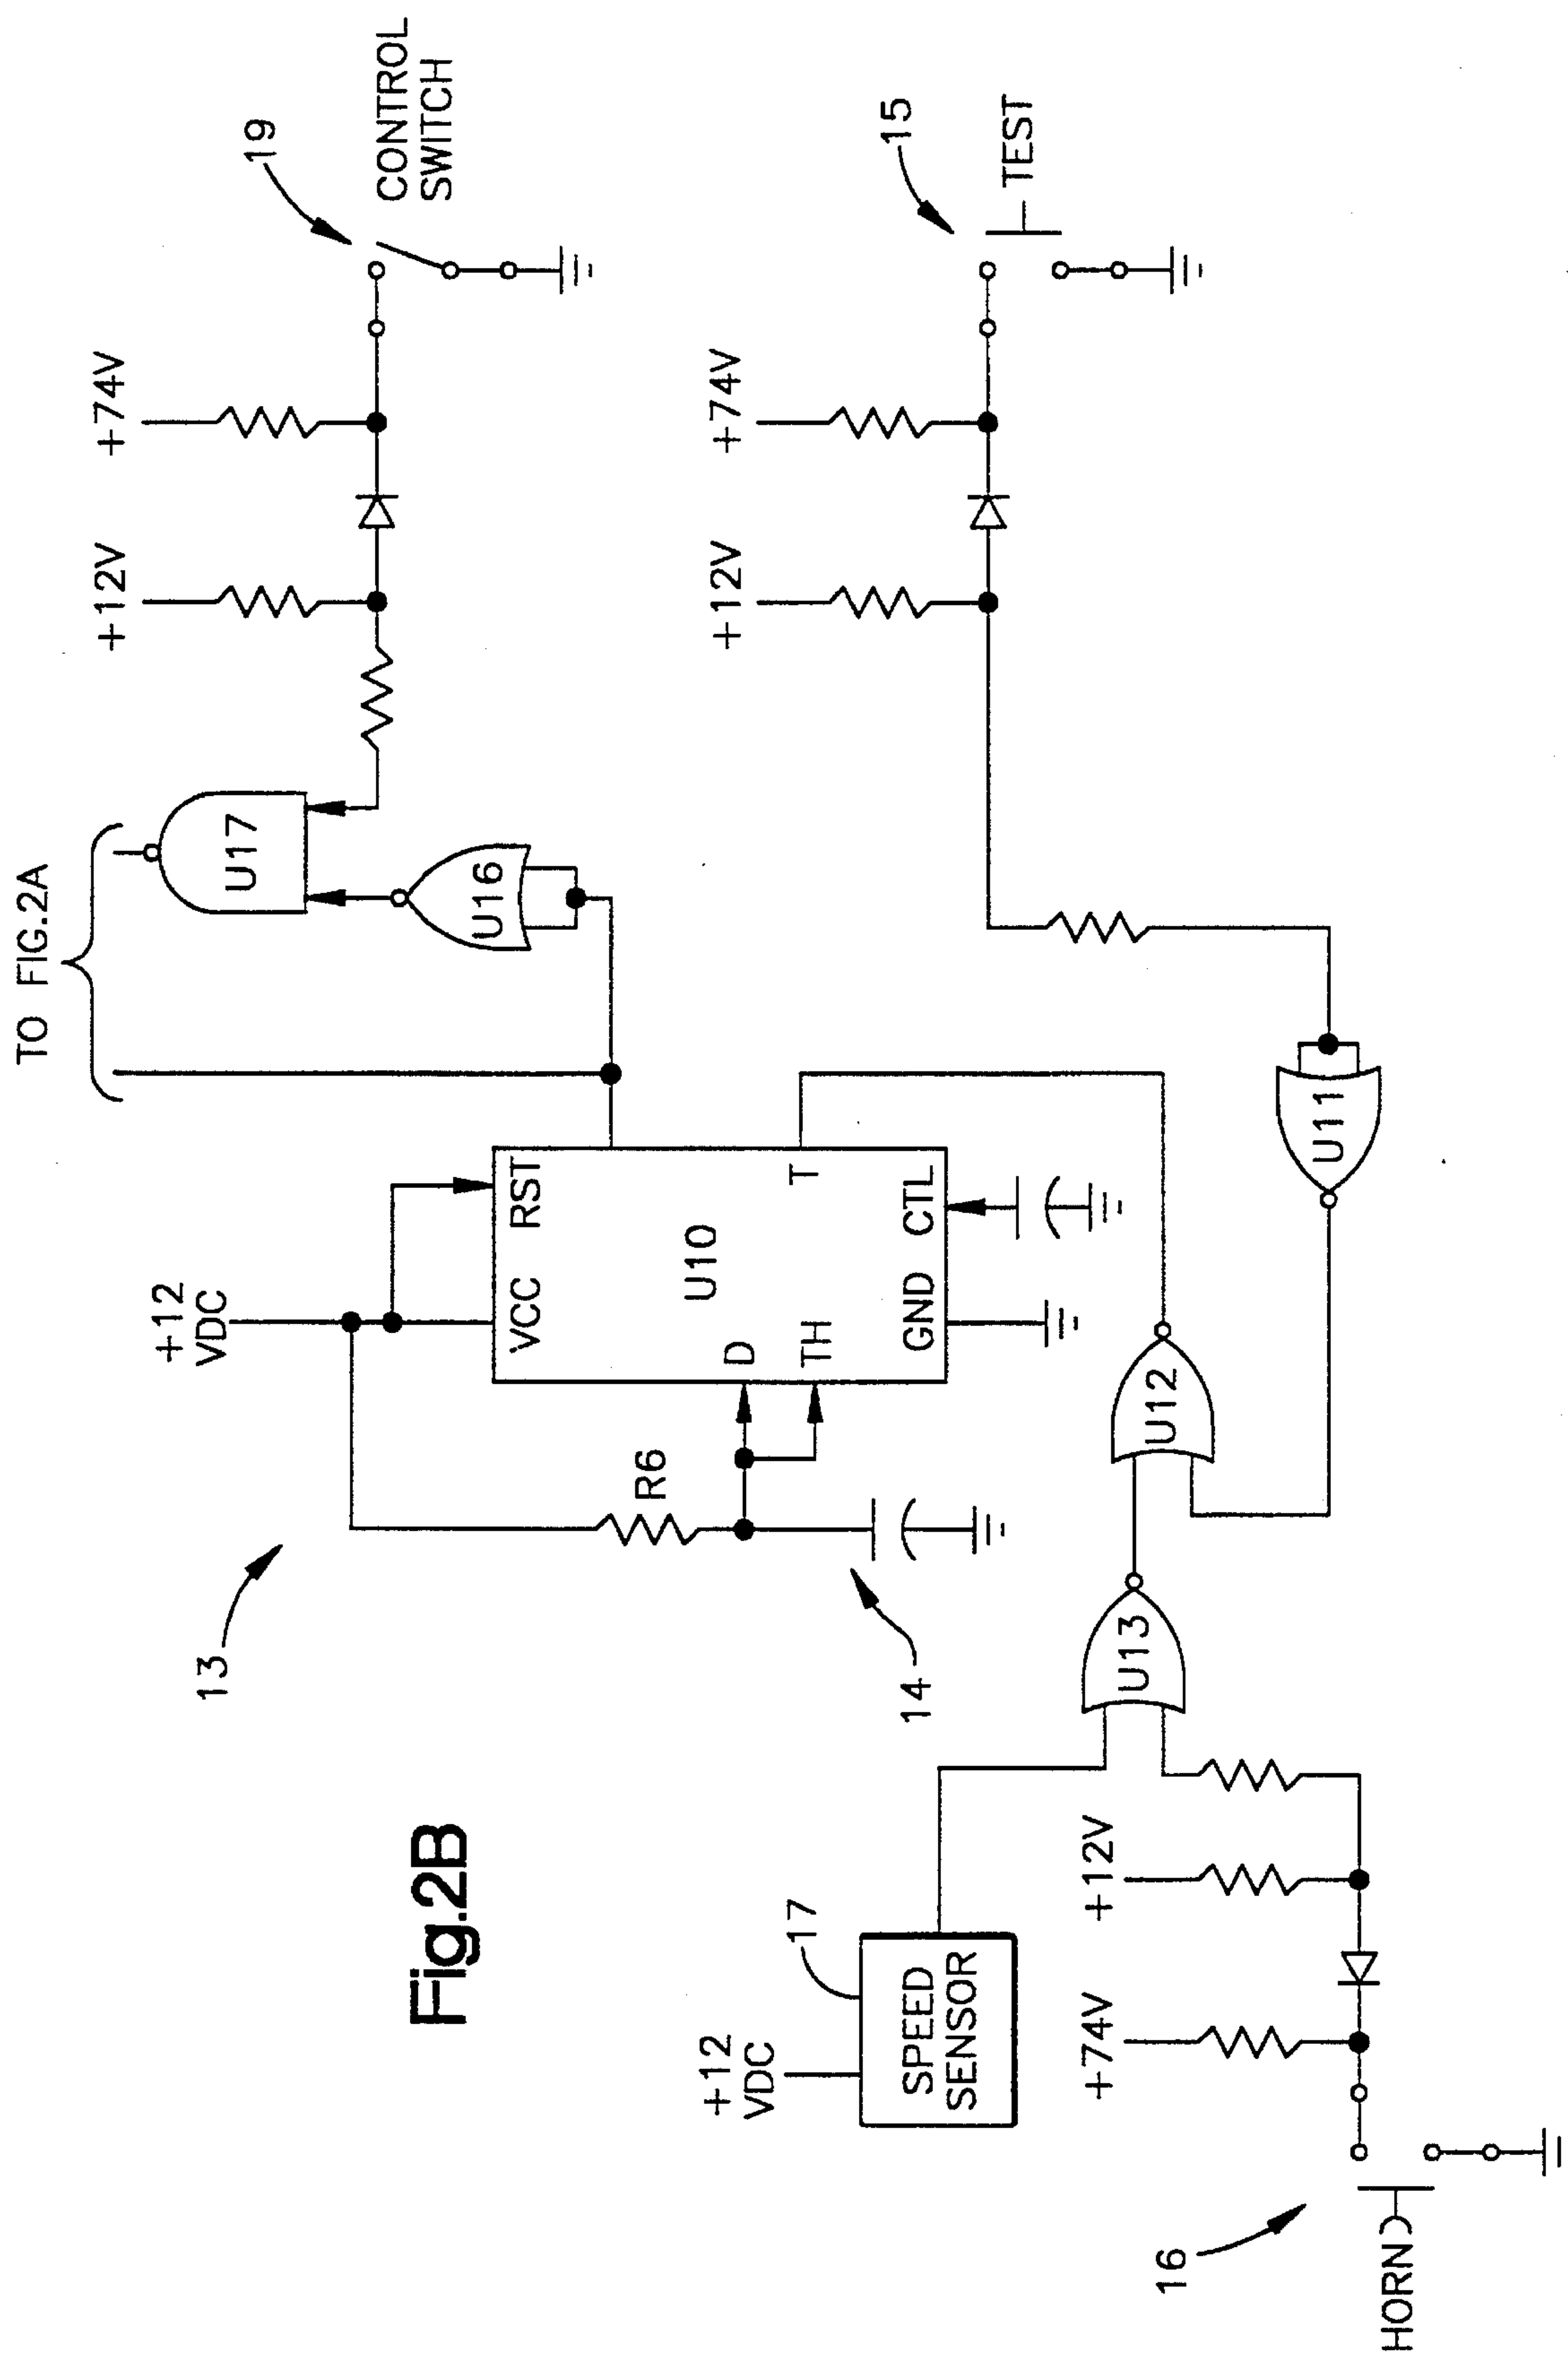 TO FIG.2A
+12V
+74V
19
CONTROL
SWITCH
U17
U16
+12
VDC
13
VCC
RST
U10
D
TH
T
GND
CTL
R6
14
+12V
+74V
15
TEST
U11
U12
U13
Fig.2B
+12
VDC
17
SPEED
SENSOR
+74V
+12V
16
HORN